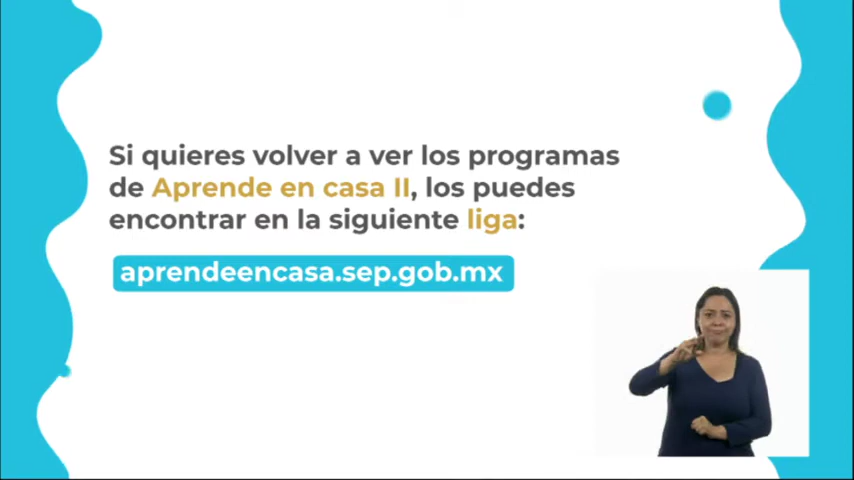 Si quieres volver a ver los programas
de Aprende en casa II, los puedes
encontrar en la siguiente liga:
aprendeencasa.sep.gob.mx